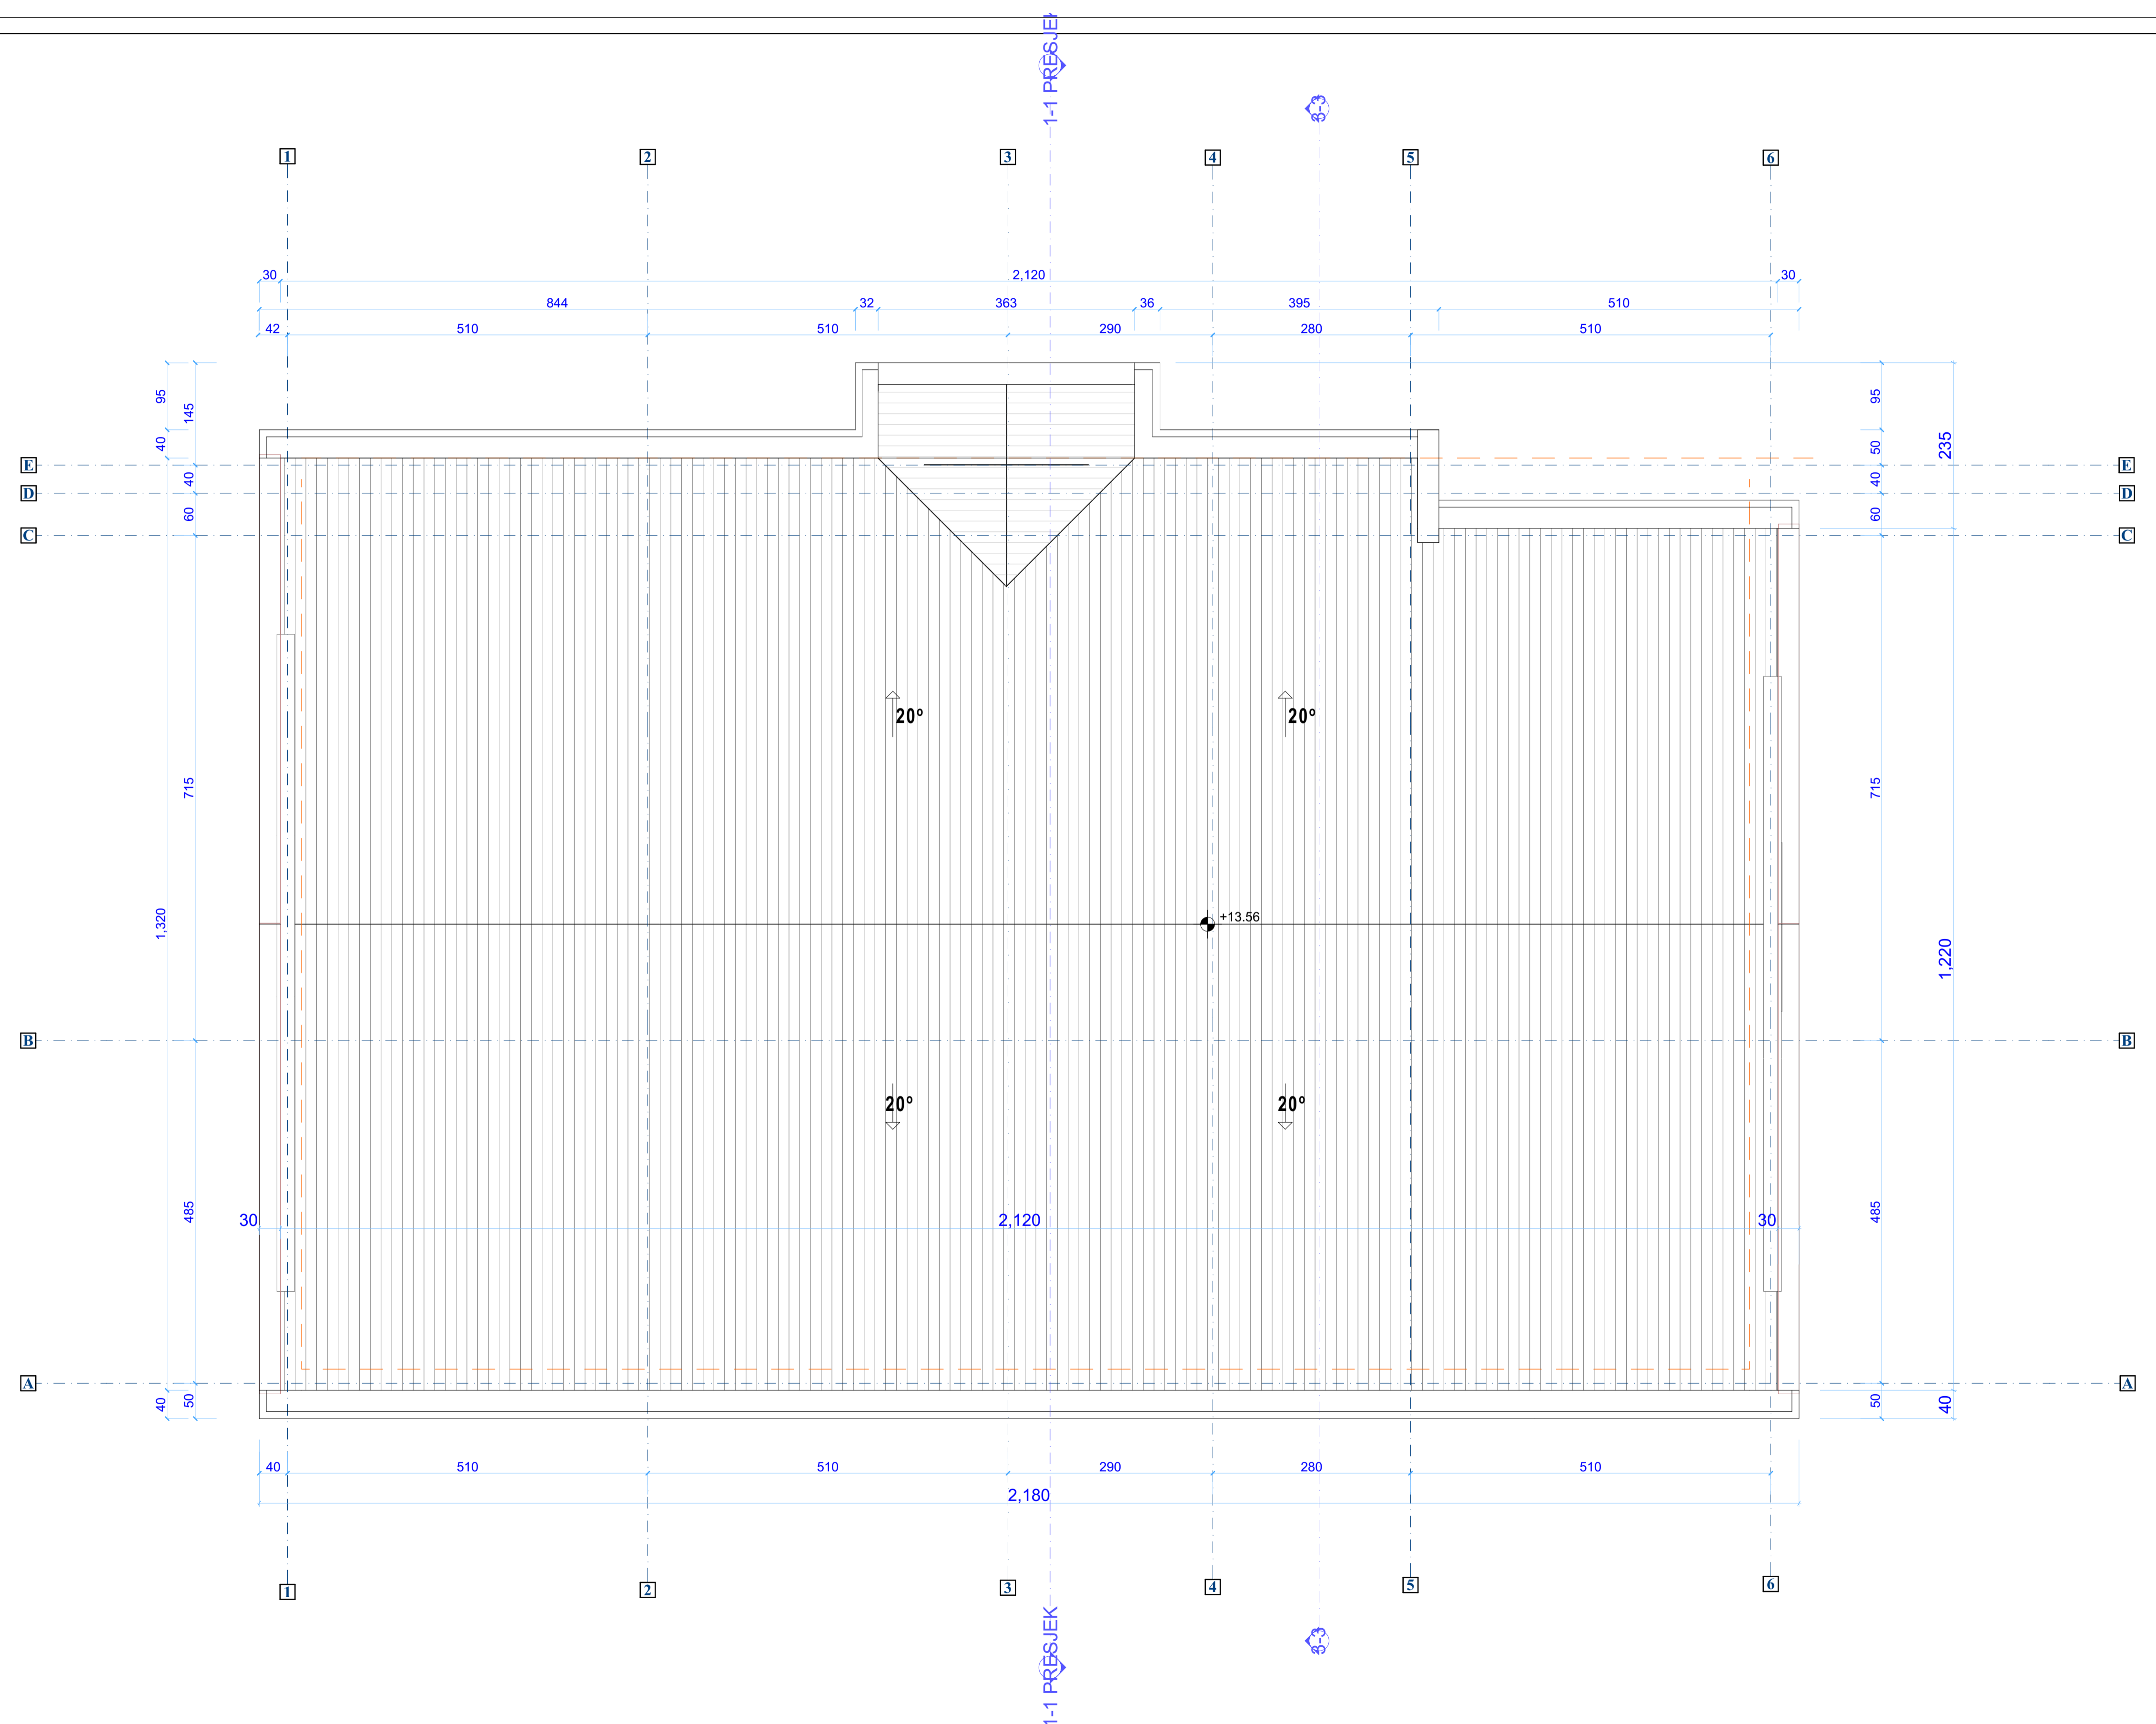 1-1 PRESJEK
3-3
1 2 3 4 5 6
30 2,120 30
844 32 363 36 395 510
42 510 510 290 280 510
95 145 95
40 50 235
E 40 40 E
D 60 60 D
C C
20° 20°
715 715
+13.56
1,320 1,220
B B
20° 20°
485 485
30 2,120 30
A A
40 50 50 40
40 510 510 290 280 510
2,180
1 2 3 4 5 6
3-3
1-1 PRESJEK